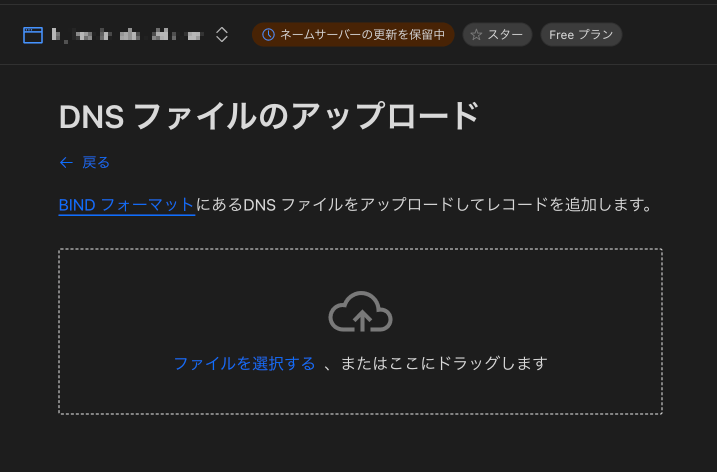 ネームサーバーの更新を保留中 スター Free プラン
DNS ファイルのアップロード
← 戻る
BIND フォーマットにあるDNS ファイルをアップロードしてレコードを追加します。
ファイルを選択する 、またはここにドラッグします